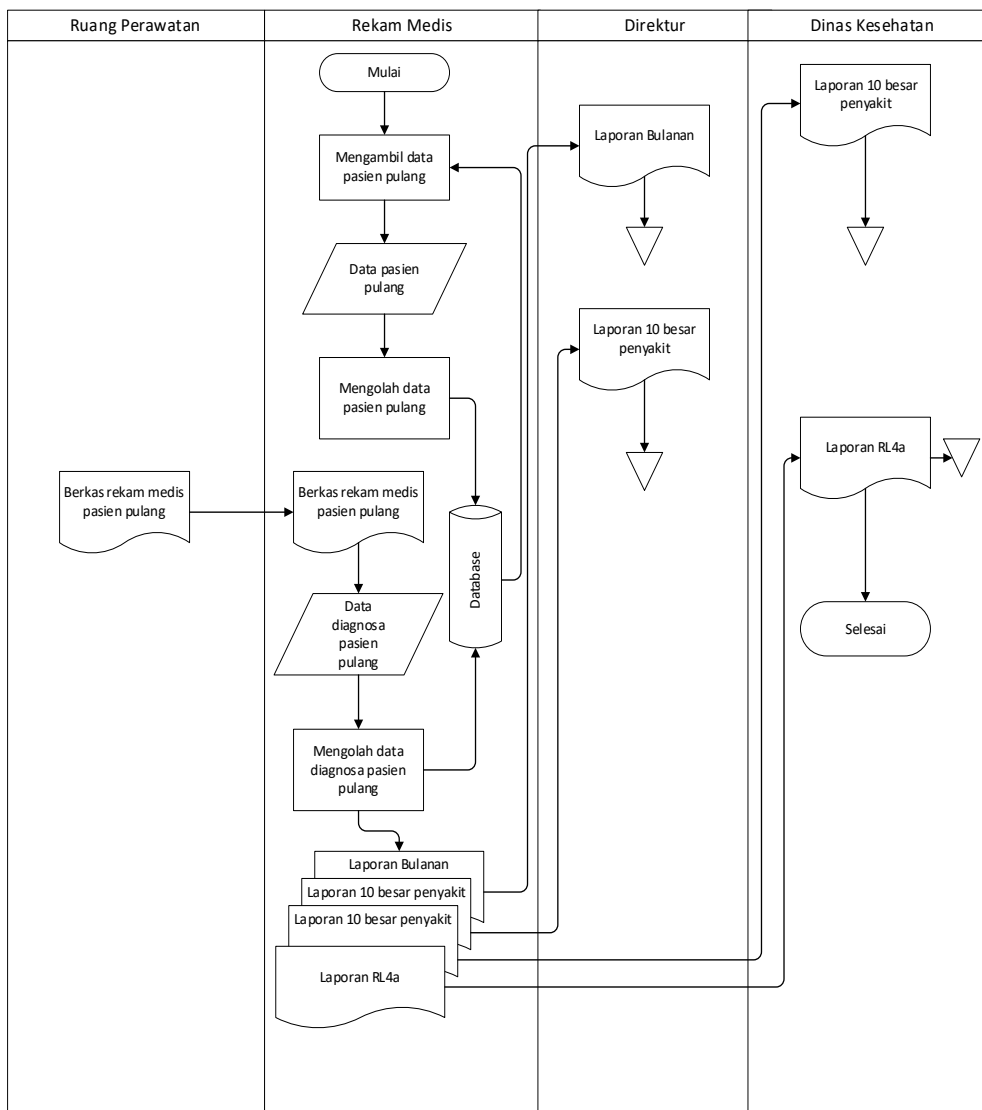 Ruang Perawatan
Rekam Medis
Direktur
Dinas Kesehatan
Mulai
Mengambil data
pasien pulang
Data pasien
pulang
Mengolah data
pasien pulang
Berkas rekam medis
pasien pulang
Berkas rekam medis
pasien pulang
Database
Data
diagnosa
pasien
pulang
Mengolah data
diagnosa pasien
pulang
Laporan Bulanan
Laporan 10 besar penyakit
Laporan 10 besar penyakit
Laporan RL4a
Laporan Bulanan
Laporan 10 besar
penyakit
Laporan 10 besar
penyakit
Laporan RL4a
Selesai